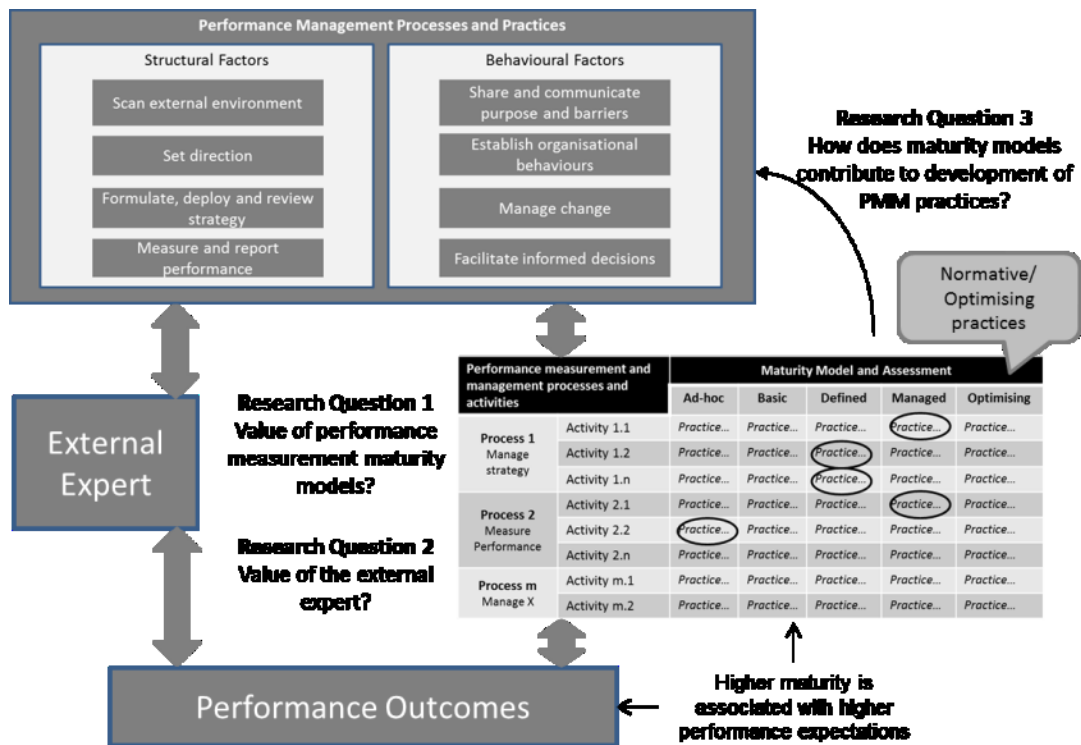 Performance Management Processes and Practices
Structural Factors
Scan external environment
Set direction
Formulate, deploy and review
strategy
Measure and report
performance
Behavioural Factors
Share and communicate
purpose and barriers
Establish organisational
behaviours
Manage change
Facilitate informed decisions
Research Question 3
How does maturity models
contribute to development of
PMM practices?
Normative/
Optimising
practices
External
Expert
Research Question 1
Value of performance
measurement maturity
models?
Research Question 2
Value of the external
expert?
Performance measurement and
management processes and
activities
Maturity Model and Assessment
Ad-hoc Basic Defined Managed Optimising
Process 1
Manage
strategy
Activity 1.1 Practice... Practice... Practice... Practice... Practice...
Activity 1.2 Practice... Practice... Practice... Practice... Practice...
Activity 1.n Practice... Practice... Practice... Practice... Practice...
Process 2
Measure
Performance
Activity 2.1 Practice... Practice... Practice... Practice... Practice...
Activity 2.2 Practice... Practice... Practice... Practice... Practice...
Activity 2.n Practice... Practice... Practice... Practice... Practice...
Process m
Manage X
Activity m.1 Practice... Practice... Practice... Practice... Practice...
Activity m.2 Practice... Practice... Practice... Practice... Practice...
Performance Outcomes
Higher maturity is
associated with higher
performance expectations